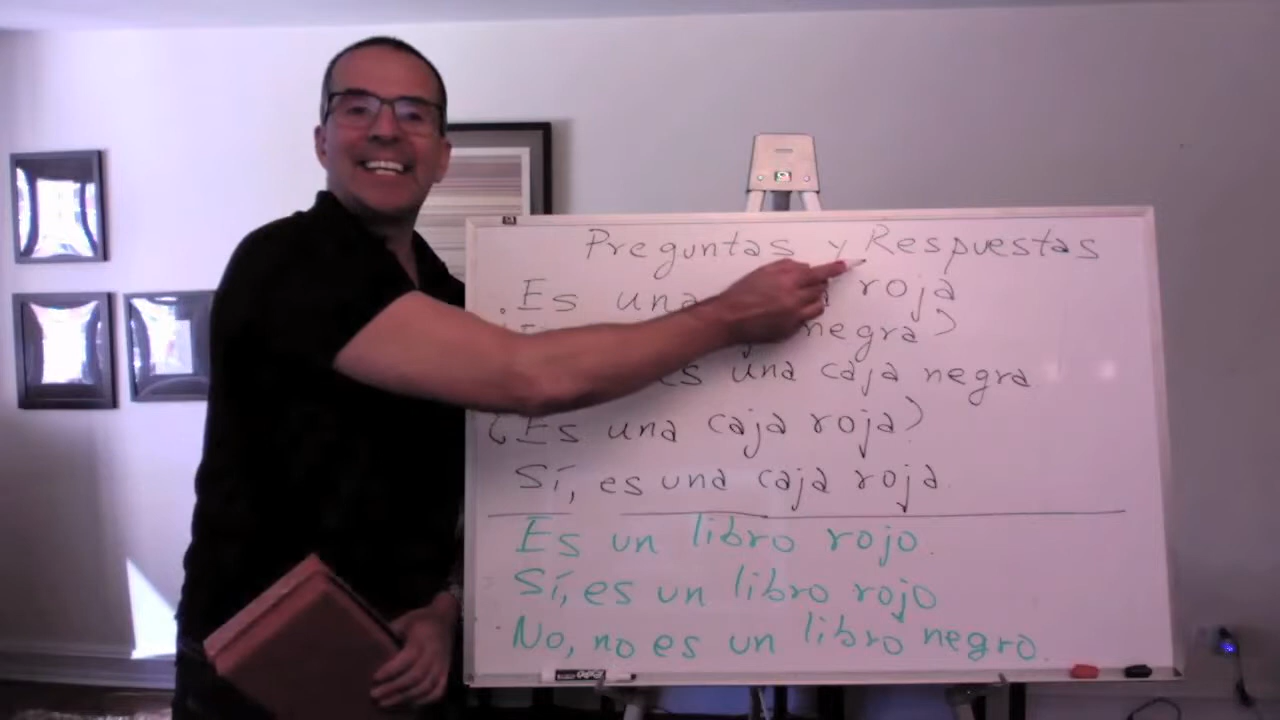 Preguntas y Respuestas
Es una roja
negra?
es una caja negra
¿Es una caja roja?
Sí, es una caja roja.
Es un libro rojo.
Sí, es un libro rojo
No, no es un libro negro.